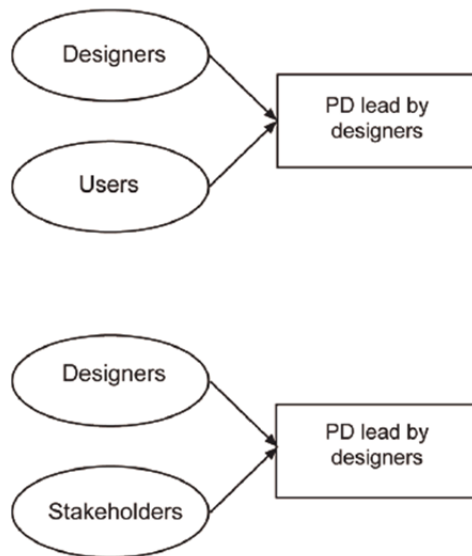 Designers
PD lead by
designers
Users
Designers
PD lead by
designers
Stakeholders